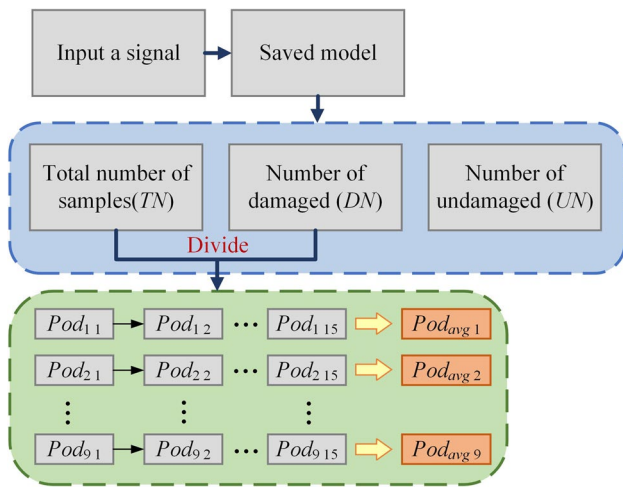 Input a signal
Saved model
Total number of
samples(TN)
Number of
damaged (DN)
Number of
undamaged (UN)
Divide
Pod1 1 Pod1 2 ••• Pod1 15 Podavg 1
Pod2 1 Pod2 2 ••• Pod2 15 Podavg 2
Pod9 1 Pod9 2 ••• Pod9 15 Podavg 9